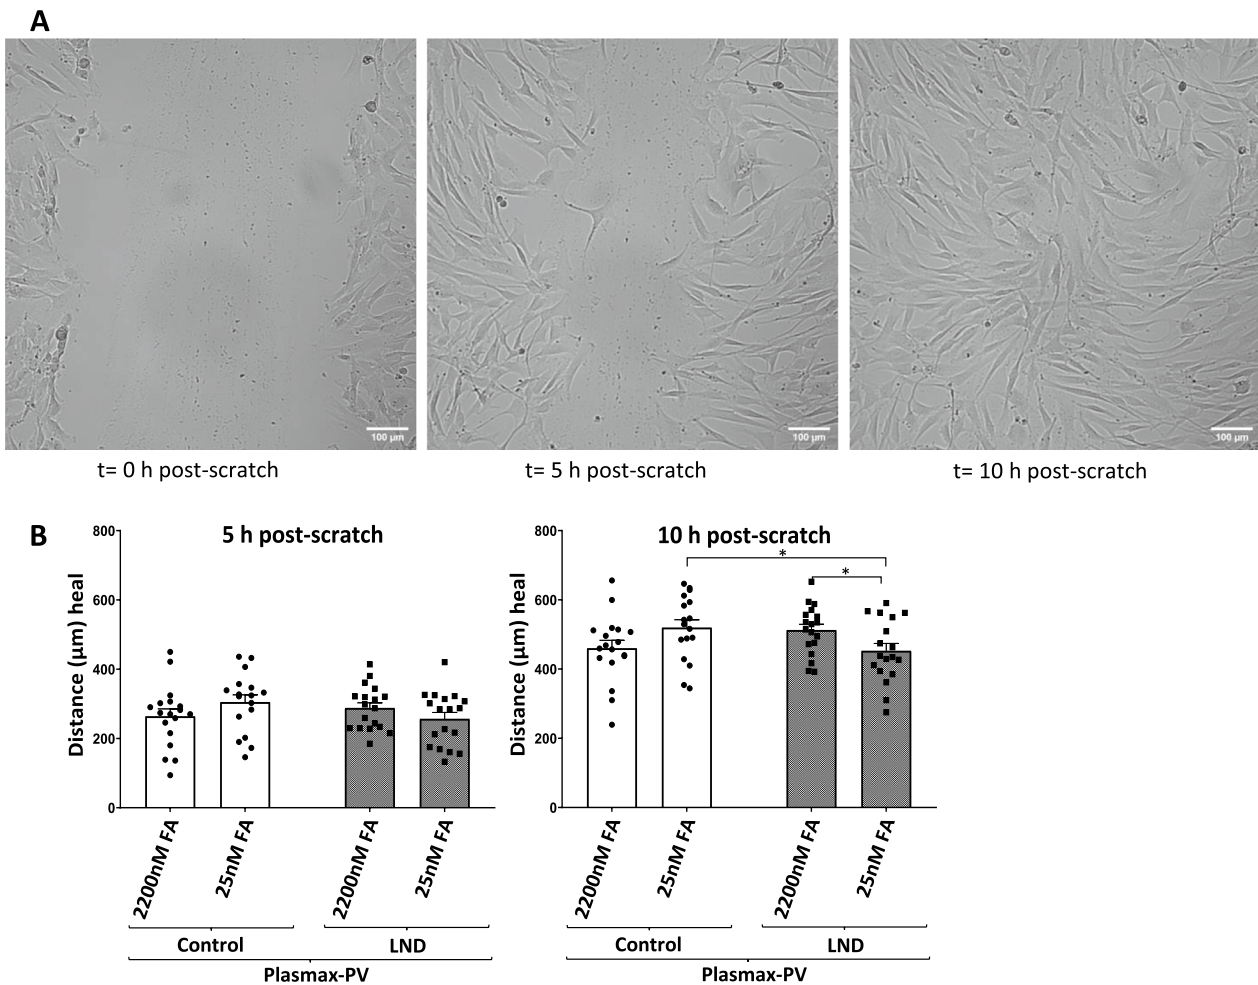 A
100 µm
100 µm
100 µm
t= 0 h post-scratch
t= 5 h post-scratch
t= 10 h post-scratch
B
5 h post-scratch
Distance (µm) heal
800
600
400
200
0
2200nM FA
25nM FA
2200nM FA
25nM FA
Control
LND
Plasmax-PV
10 h post-scratch
Distance (µm) heal
800
600
400
200
0
*
*
2200nM FA
25nM FA
2200nM FA
25nM FA
Control
LND
Plasmax-PV